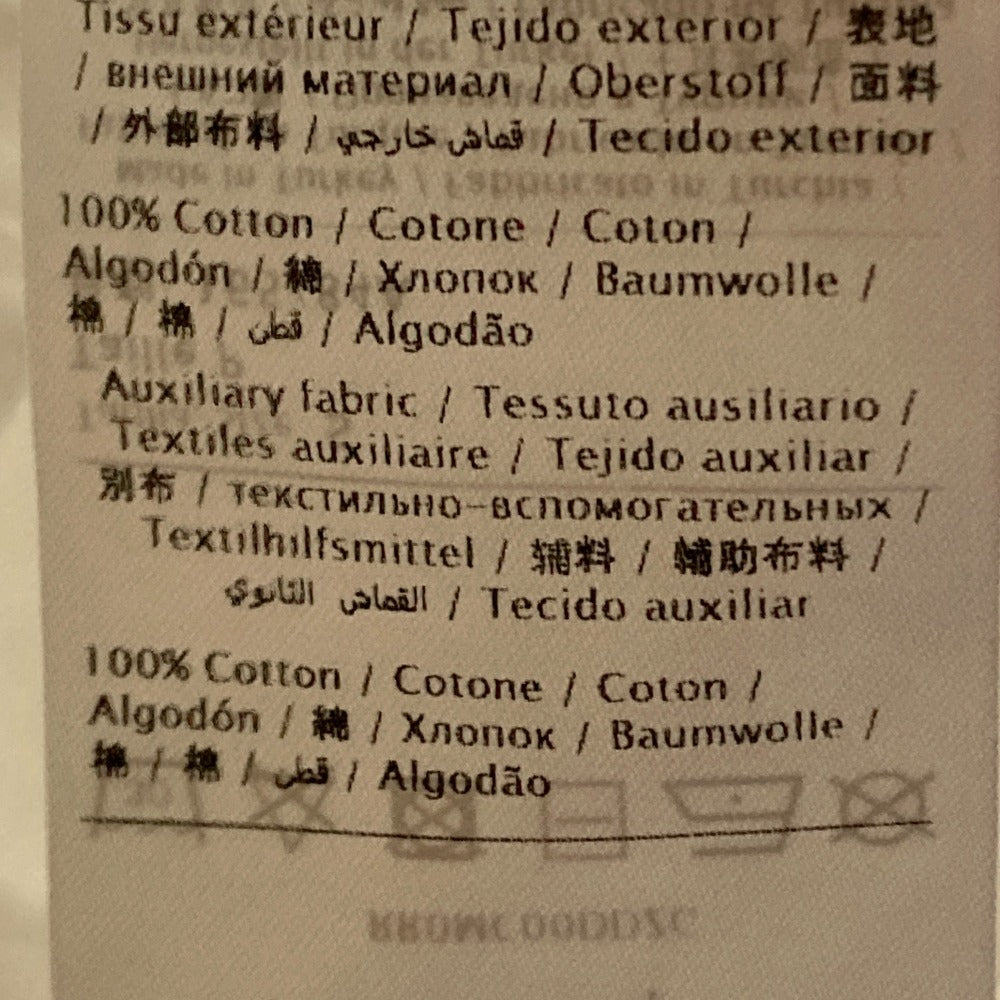 Tissu extérieur / Tejido exterior / 表地
/ внешний материал / Oberstoff / 面料
/ 外部布料 / قماش خارجي / Tecido exterior
100% Cotton / Cotone / Coton /
Algodón / 綿 / Хлопок / Baumwolle /
棉 / 棉 / قطن / Algodão
Auxiliary fabric / Tessuto ausiliario /
Textiles auxiliaire / Tejido auxiliar /
別布 / текстильно-вспомогательных /
Textilhilfsmittel / 辅料 / 輔助布料 /
القماش الثانوي / Tecido auxiliar
100% Cotton / Cotone / Coton /
Algodón / 綿 / Хлопок / Baumwolle /
棉 / 棉 / قطن / Algodão